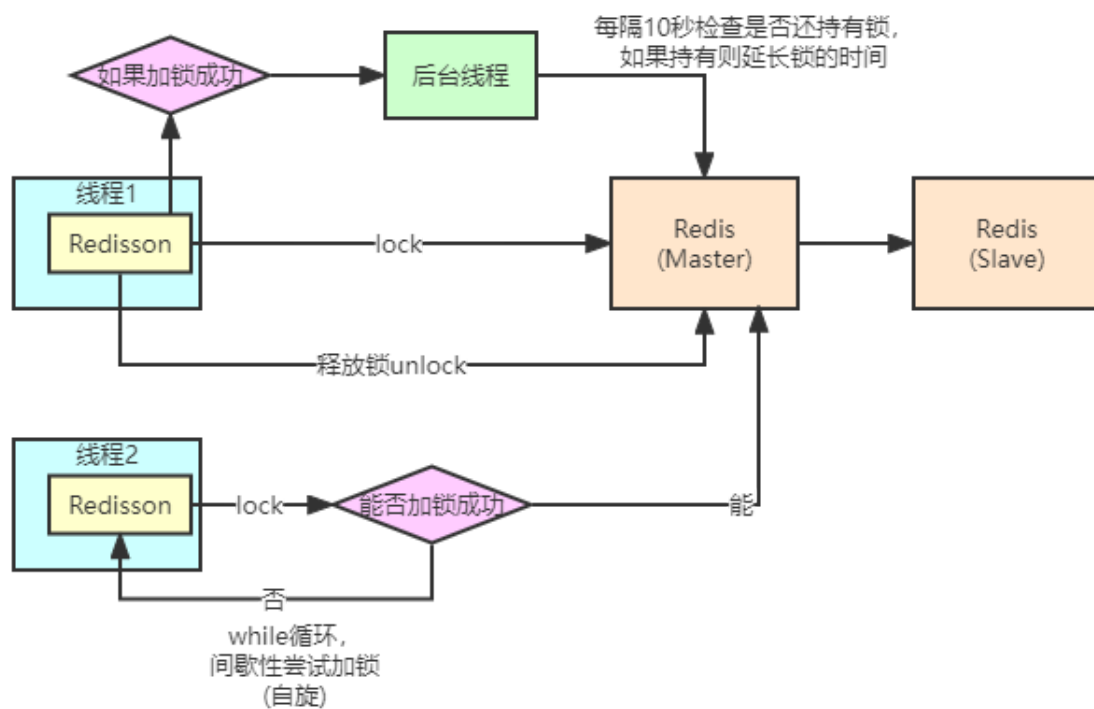 每隔10秒检查是否还持有锁，
如果持有则延长锁的时间
如果加锁成功
后台线程
线程1
Redisson
lock
Redis
(Master)
Redis
(Slave)
释放锁unlock
线程2
Redisson
lock
能否加锁成功
能
否
while循环，
间歇性尝试加锁
(自旋)